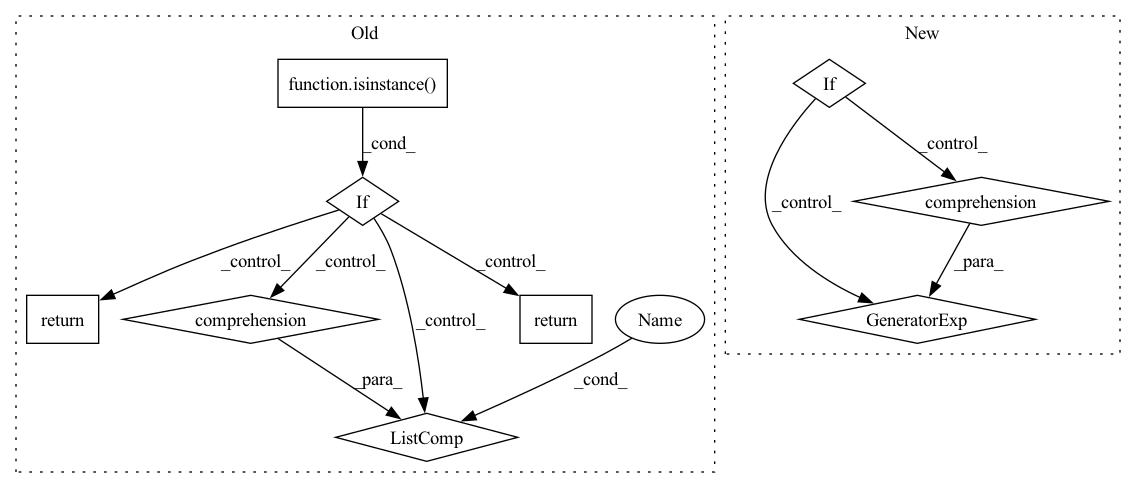 Old
New
function.isinstance()
If
_cond_
_control_
If
_control_
comprehension
_control_
_control_
_control_
_para_
return
comprehension
_control_
return
Name
GeneratorExp
_para_
_cond_
ListComp